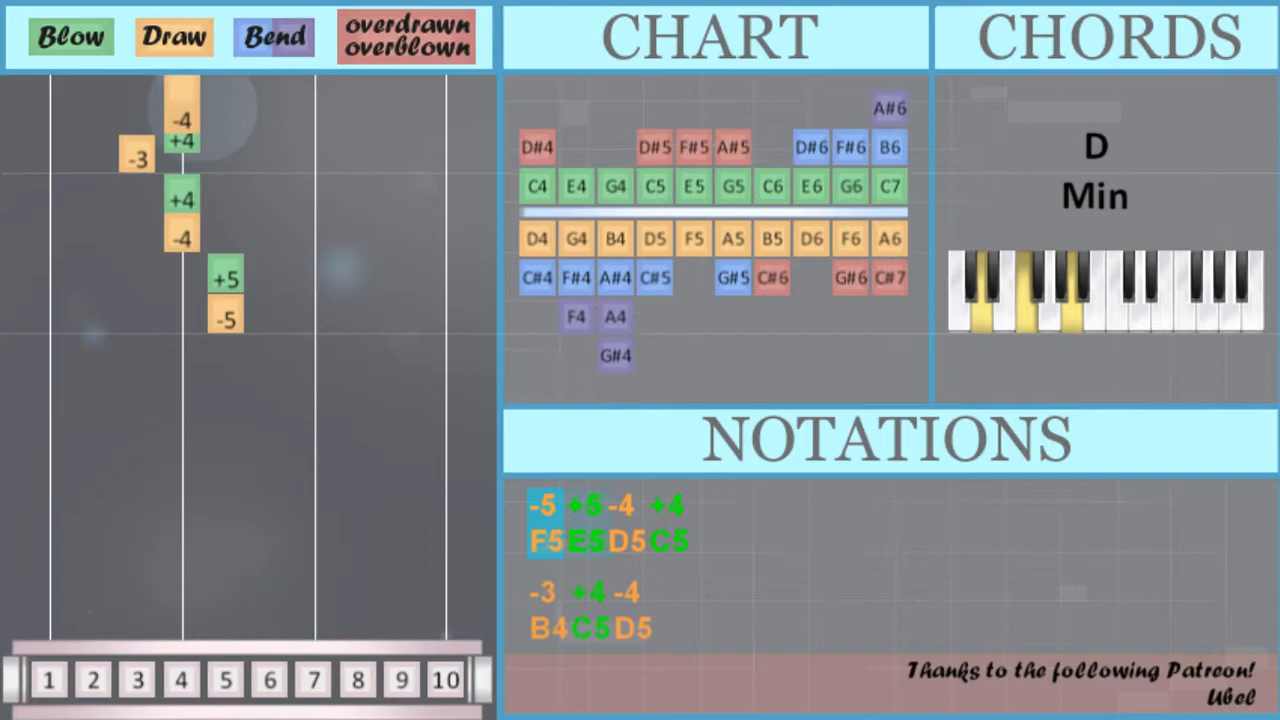 Blow Draw Bend overdrawn
overblown
CHART
CHORDS
-4
+4
-3
+4
-4
+5
-5
1 2 3 4 5 6 7 8 9 10
A#6
D#4 D#5 F#5 A#5 D#6 F#6 B6
C4 E4 G4 C5 E5 G5 C6 E6 G6 C7
D4 G4 B4 D5 F5 A5 B5 D6 F6 A6
C#4 F#4 A#4 C#5 G#5 C#6 G#6 C#7
F4 A4
G#4
D
Min
NOTATIONS
-5 +5 -4 +4
F5 E5 D5 C5
-3 +4 -4
B4 C5 D5
Thanks to the following Patreon!
Ubel